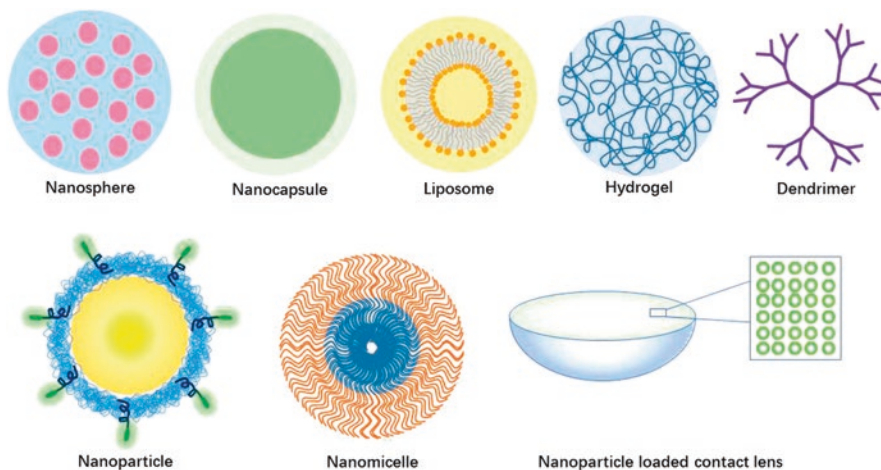 Nanosphere
Nanocapsule
Liposome
Hydrogel
Dendrimer
Nanoparticle
Nanomicelle
Nanoparticle loaded contact lens